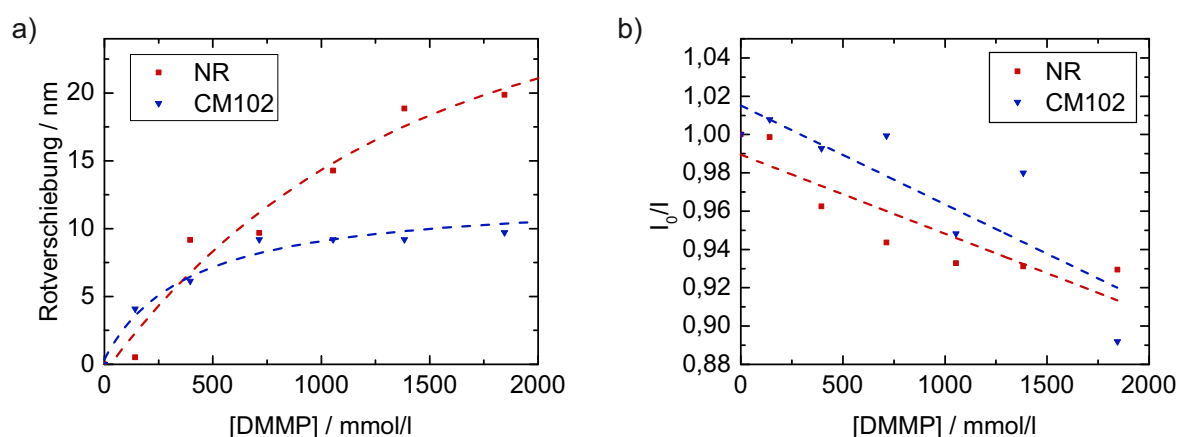 a)
Rotverschiebung / nm
20
15
10
5
0
NR
CM102
0
500
1000
1500
2000
[DMMP] / mmol/l
b)
I₀/I
1,04
1,02
1,00
0,98
0,96
0,94
0,92
0,90
0,88
NR
CM102
0
500
1000
1500
2000
[DMMP] / mmol/l